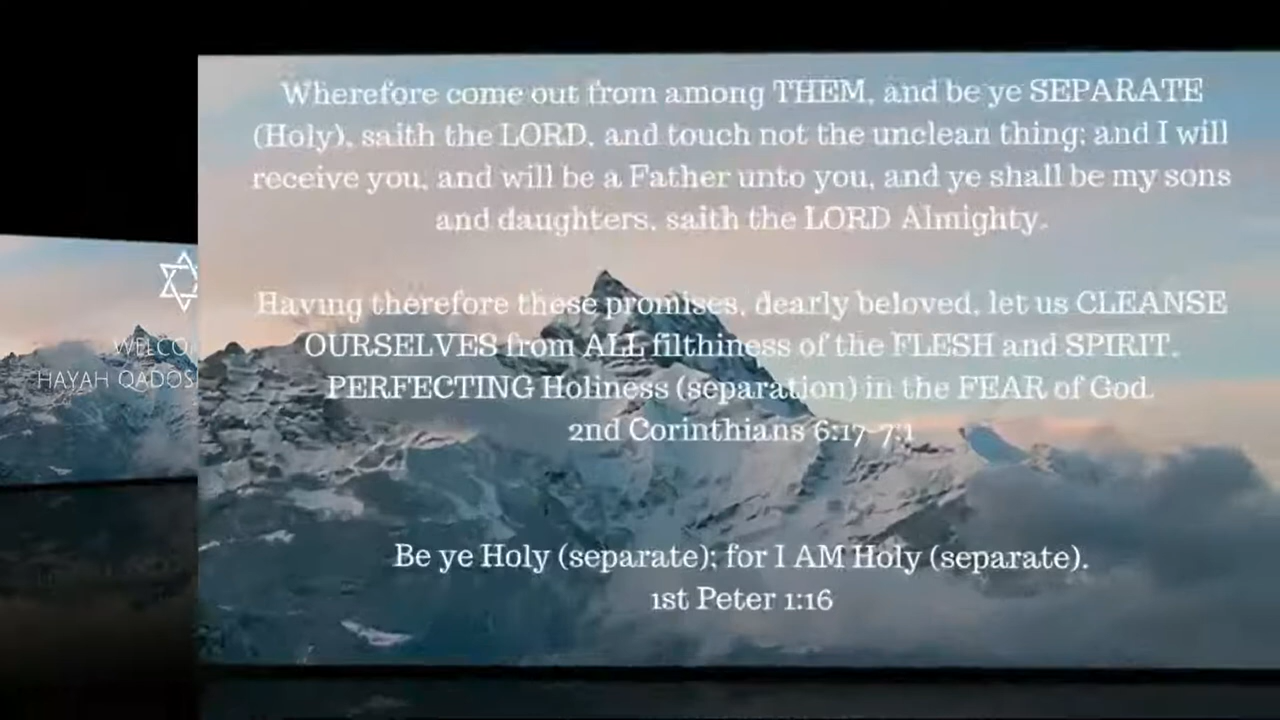 Wherefore come out from among THEM, and be ye SEPARATE
(Holy), saith the LORD, and touch not the unclean thing; and I will
receive you, and will be a Father unto you, and ye shall be my sons
and daughters, saith the LORD Almighty.
Having therefore these promises, dearly beloved, let us CLEANSE
OURSELVES from ALL filthiness of the FLESH and SPIRIT,
PERFECTING Holiness (separation) in the FEAR of God.
2nd Corinthians 6:17-7:1
Be ye Holy (separate); for I AM Holy (separate).
1st Peter 1:16
WELCO
HAYAH QADOS